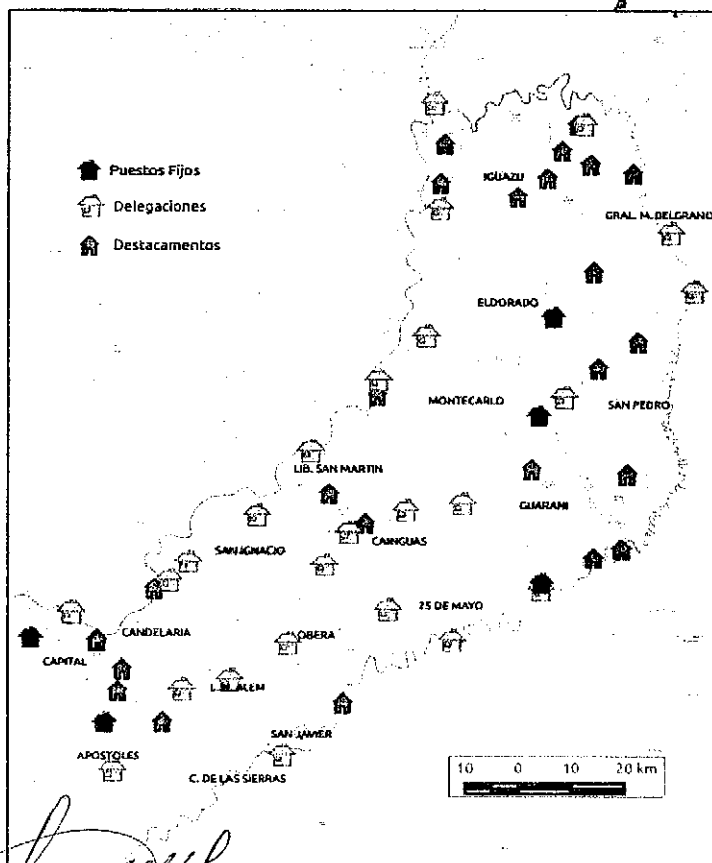 Puestos Fijos
Delegaciones
Destacamentos
IGUAZU
GRAL. M. BELGRANO
ELDORADO
MONTECARLO
SAN PEDRO
LIB. SAN MARTIN
GUARANI
CAINGUAS
SAN IGNACIO
25 DE MAYO
CANDELARIA
OBERA
CAPITAL
L. N. ALEM
SAN JAVIER
APOSTOLES
C. DE LAS SIERRAS
10 0 10 20 km